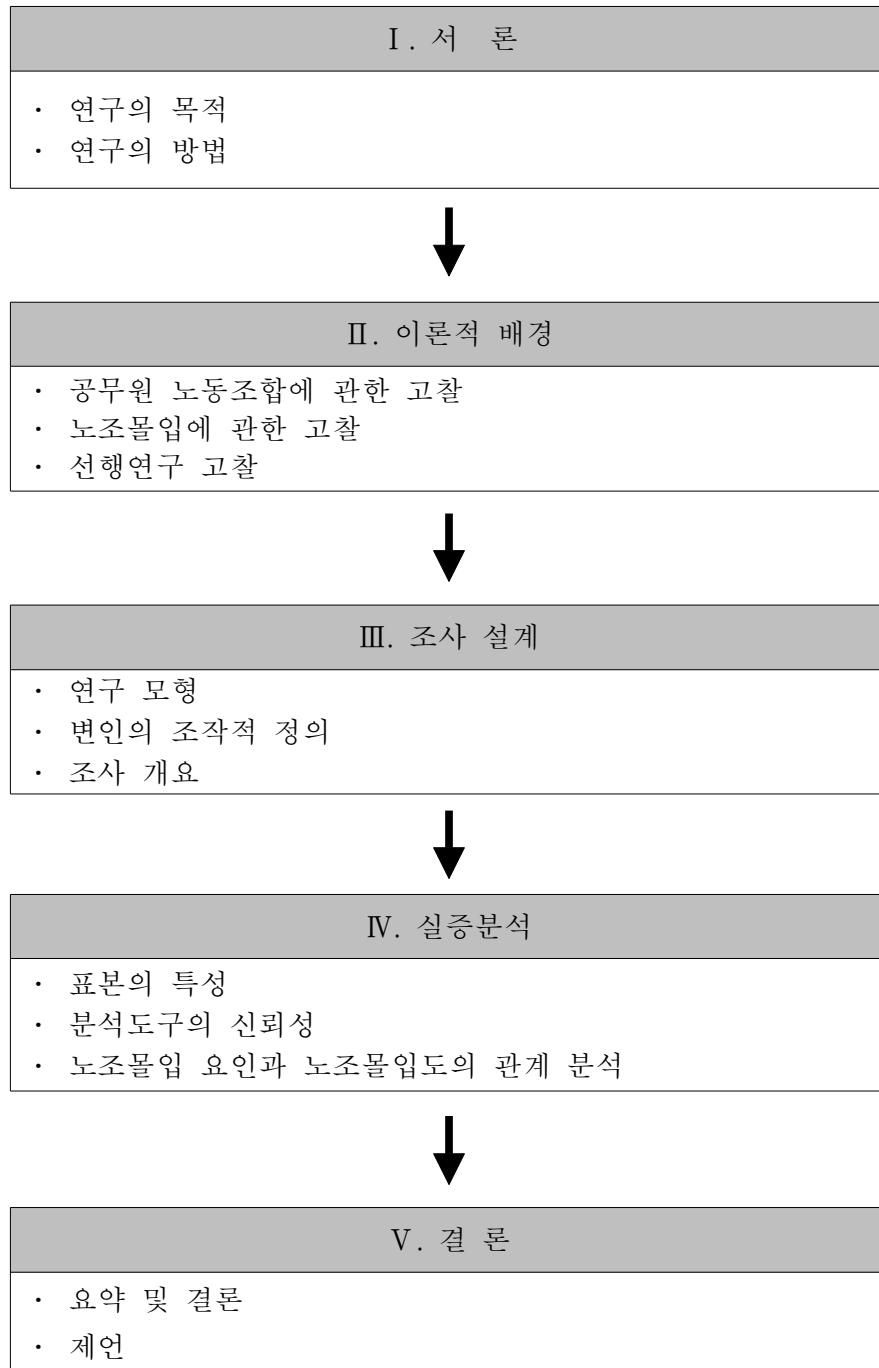 Ⅰ. 서 론
· 연구의 목적
· 연구의 방법
Ⅱ. 이론적 배경
· 공무원 노동조합에 관한 고찰
· 노조몰입에 관한 고찰
· 선행연구 고찰
Ⅲ. 조사 설계
· 연구 모형
· 변인의 조작적 정의
· 조사 개요
Ⅳ. 실증분석
· 표본의 특성
· 분석도구의 신뢰성
· 노조몰입 요인과 노조몰입도의 관계 분석
Ⅴ. 결 론
· 요약 및 결론
· 제언